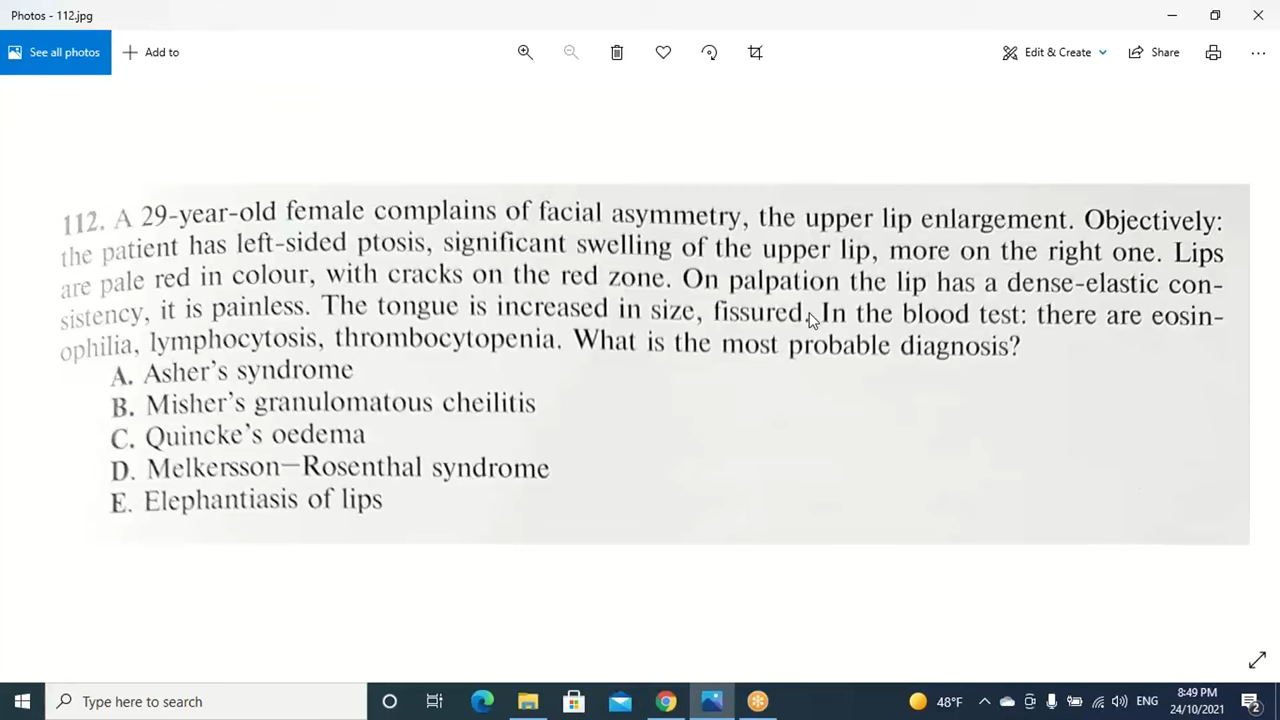 Photos - 112.jpg
See all photos
Add to
Edit & Create
Share
112. A 29-year-old female complains of facial asymmetry, the upper lip enlargement. Objectively:
the patient has left-sided ptosis, significant swelling of the upper lip, more on the right one. Lips
are pale red in colour, with cracks on the red zone. On palpation the lip has a dense-elastic con-
sistency, it is painless. The tongue is increased in size, fissured. In the blood test: there are eosin-
ophilia, lymphocytosis, thrombocytopenia. What is the most probable diagnosis?
A. Asher's syndrome
B. Misher's granulomatous cheilitis
C. Quincke's oedema
D. Melkersson—Rosenthal syndrome
E. Elephantiasis of lips
Type here to search
48°F
ENG
8:49 PM
24/10/2021
2